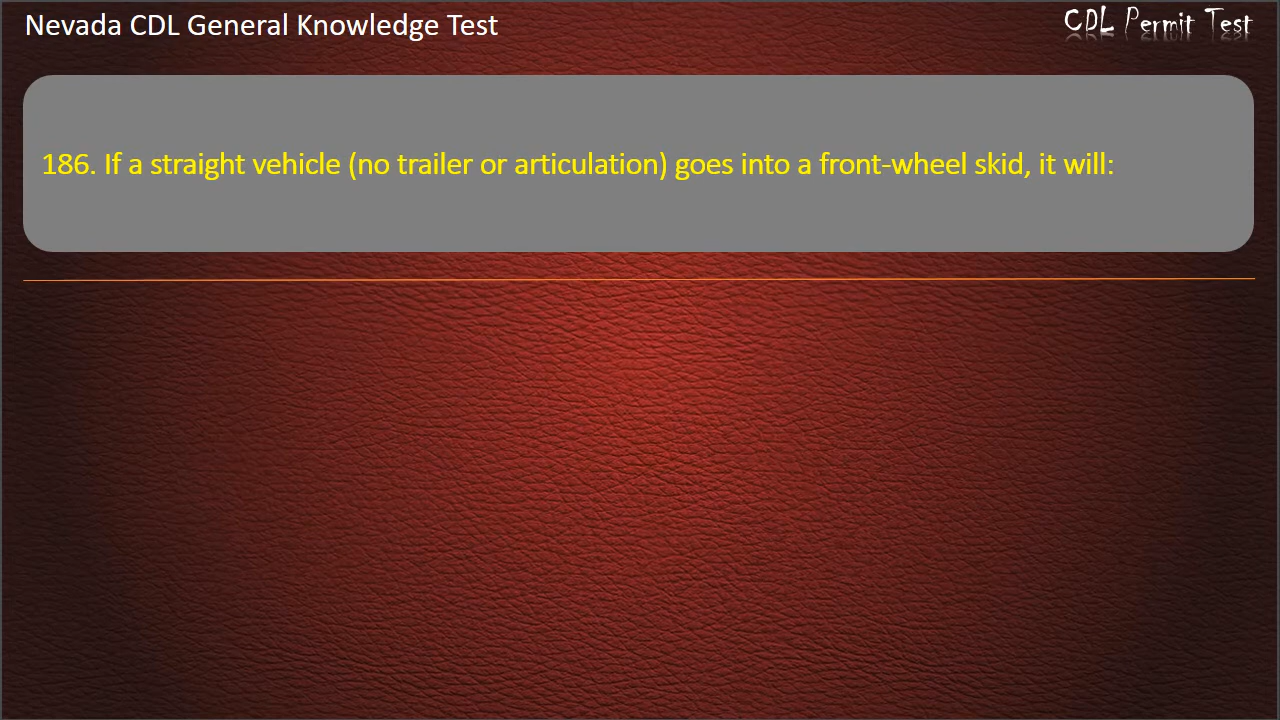 Nevada CDL General Knowledge Test
CDL Permit Test
186. If a straight vehicle (no trailer or articulation) goes into a front-wheel skid, it will: